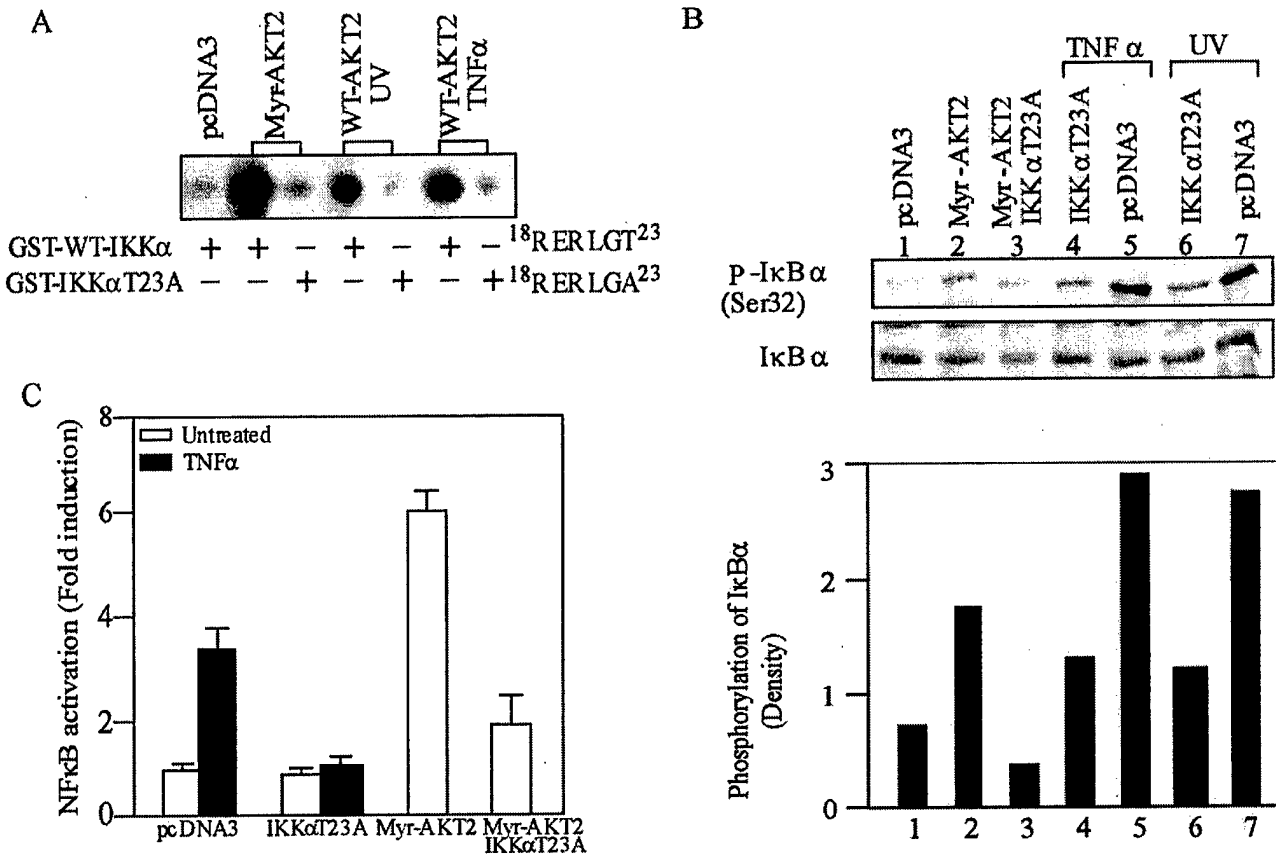 A
pcDNA3
Myr-AKT2
WT-AKT2
UV
WT-AKT2
TNFα
GST-WT-IKKα + + − + − + − ¹⁸RERLGT²³
GST-IKKαT23A − − + − + − + ¹⁸RERLGA²³
B
TNF α
UV
pcDNA3
Myr-AKT2
Myr-AKT2
IKKαT23A
IKKαT23A
pcDNA3
IKKαT23A
pcDNA3
1 2 3 4 5 6 7
p-IκB α
(Ser32)
IκB α
Phosphorylation of IκBα
(Density)
3
2
1
0
1 2 3 4 5 6 7
C
NFκB activation (Fold induction)
8
6
4
2
0
Untreated
TNFα
pcDNA3 IKKαT23A Myr-AKT2 Myr-AKT2
IKKαT23A